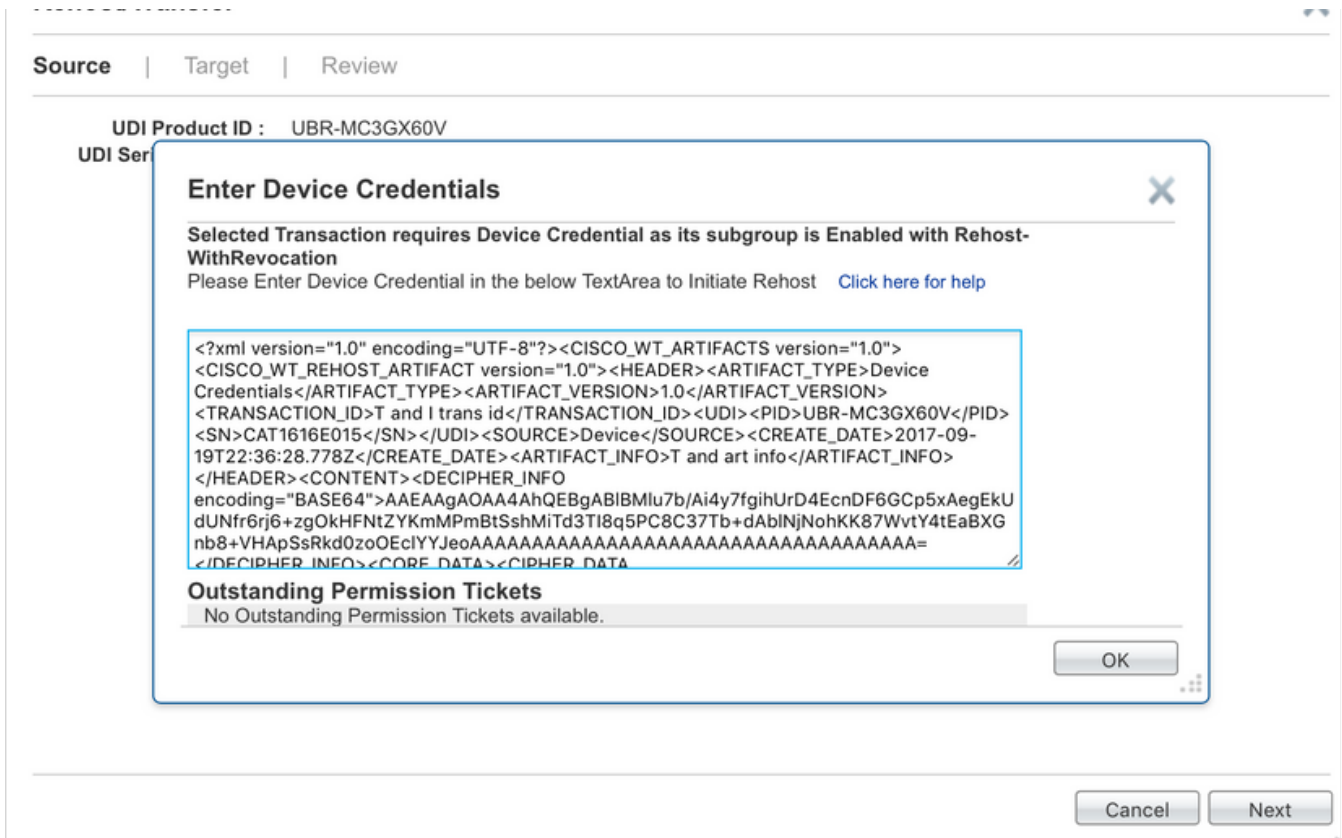 Source | Target | Review
UDI Product ID : UBR-MC3GX60V
UDI Seri
Enter Device Credentials
Selected Transaction requires Device Credential as its subgroup is Enabled with Rehost-
WithRevocation
Please Enter Device Credential in the below TextArea to Initiate Rehost Click here for help
<?xml version="1.0" encoding="UTF-8"?><CISCO_WT_ARTIFACTS version="1.0">
<CISCO_WT_REHOST_ARTIFACT version="1.0"><HEADER><ARTIFACT_TYPE>Device
Credentials</ARTIFACT_TYPE><ARTIFACT_VERSION>1.0</ARTIFACT_VERSION>
<TRANSACTION_ID>T and I trans id</TRANSACTION_ID><UDI><PID>UBR-MC3GX60V</PID>
<SN>CAT1616E015</SN></UDI><SOURCE>Device</SOURCE><CREATE_DATE>2017-09-
19T22:36:28.778Z</CREATE_DATE><ARTIFACT_INFO>T and art info</ARTIFACT_INFO>
</HEADER><CONTENT><DECIPHER_INFO
encoding="BASE64">AAEAAgAOAA4AhQEBgABlBMlu7b/Ai4y7fgihUrD4EcnDF6GCp5xAegEkU
dUNfr6rj6+zgOkHFNtZYKmMPmBtSshMiTd3TI8q5PC8C37Tb+dAblNjNohKK87WvtY4tEaBXG
nb8+VHApSsRkd0zoOEclYYJeoAAAAAAAAAAAAAAAAAAAAAAAAAAAAAAAAAAAA=
</DECIPHER_INFO><CORE_DATA><CIPHER_DATA
Outstanding Permission Tickets
No Outstanding Permission Tickets available.
OK
Cancel Next